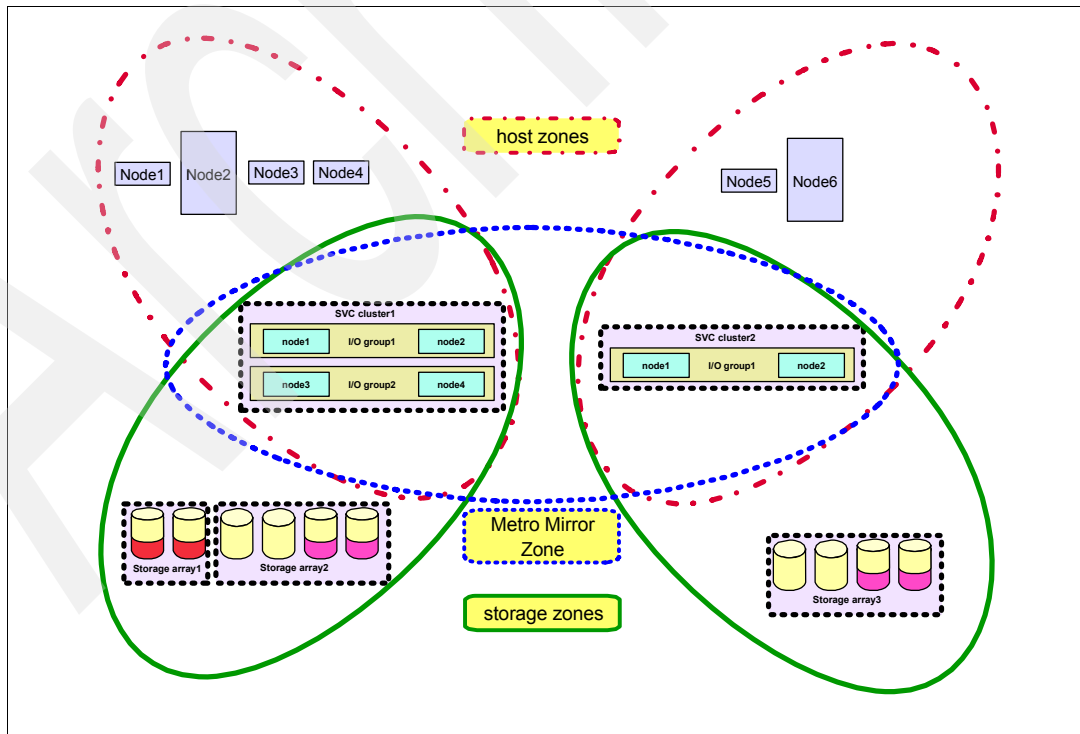 host zones
Node1
Node2
Node3
Node4
Node5
Node6
SVC cluster1
node1 I/O group1 node2
node3 I/O group2 node4
SVC cluster2
node1 I/O group1 node2
Storage array1
Storage array2
Metro Mirror
Zone
Storage array3
storage zones